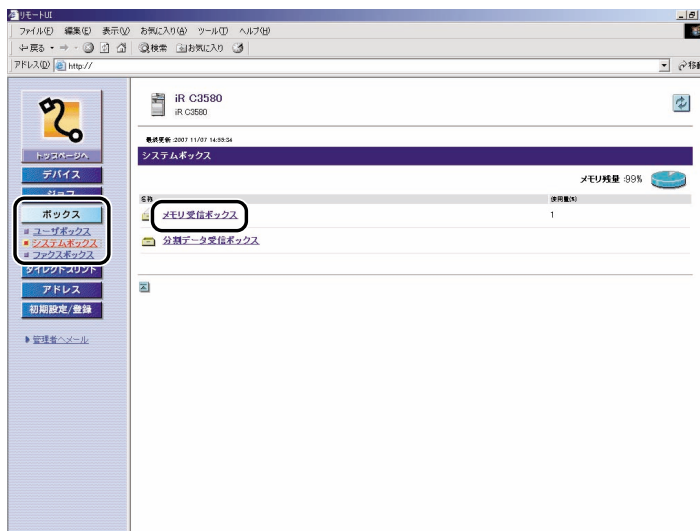 リモートUI
ファイル(F) 編集(E) 表示(V) お気に入り(A) ツール(T) ヘルプ(H)
戻る 検索 お気に入り
アドレス(D) http:// 移動
iR C3580
iR C3580
最終更新 :2007 11/07 14:59:34
トップページへ
システムボックス
デバイス
メモリ残量 :99%
ジョブ
名称 使用量(%)
ボックス
メモリ受信ボックス 1
ユーザボックス
システムボックス
分割データ受信ボックス
ファクスボックス
ダイレクトプリント
アドレス
初期設定/登録
管理者へメール